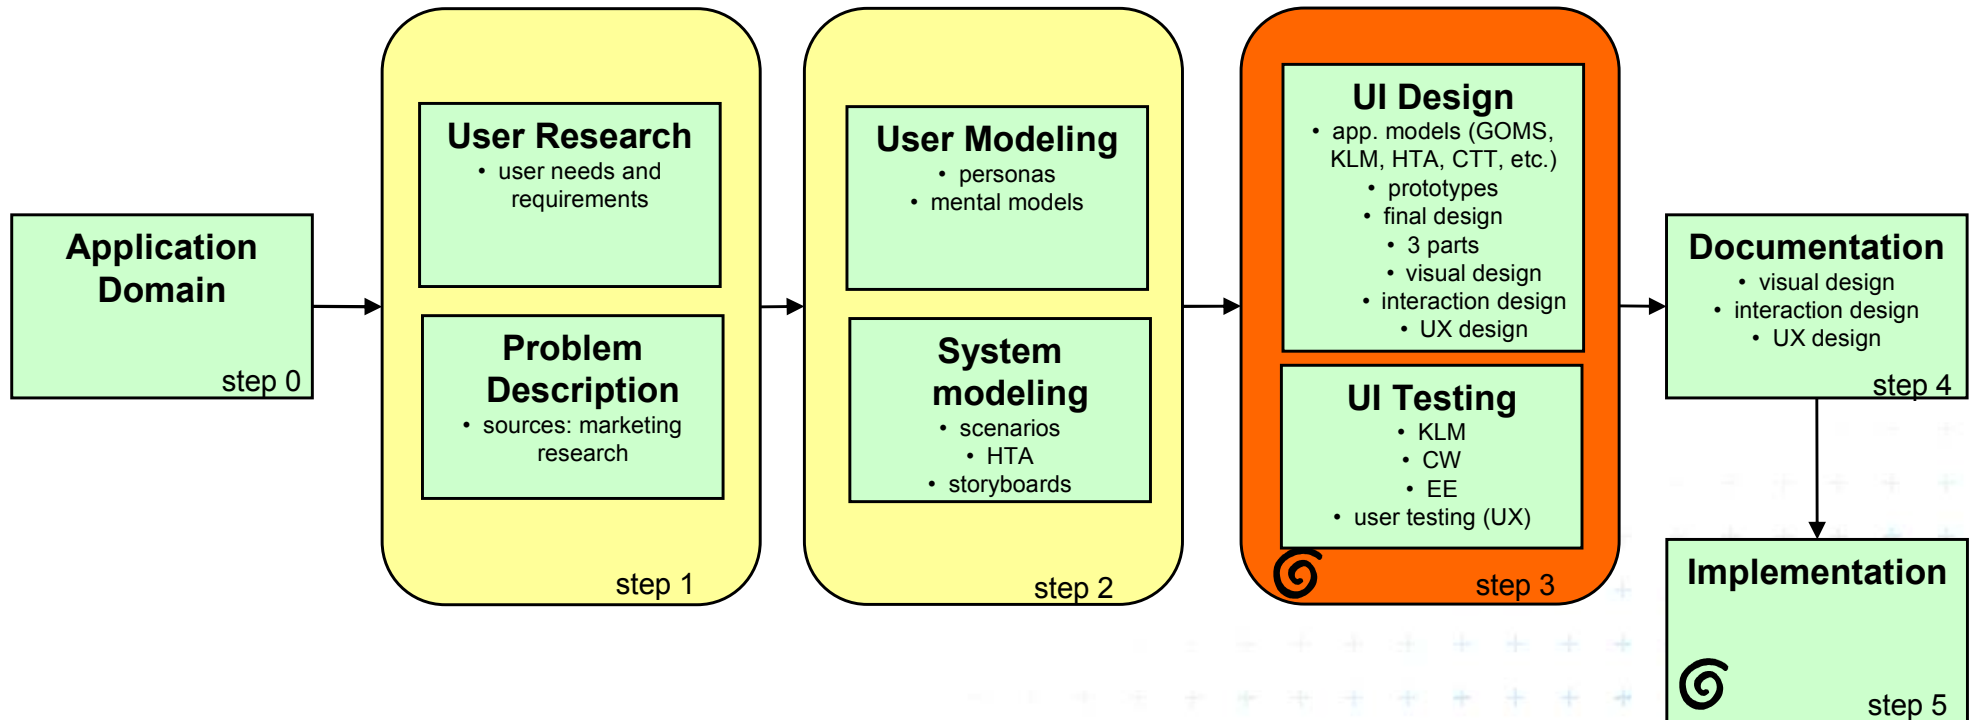 Application
Domain
step 0
User Research
• user needs and
requirements
Problem
Description
• sources: marketing
research
step 1
User Modeling
• personas
• mental models
System
modeling
• scenarios
• HTA
• storyboards
step 2
UI Design
• app. models (GOMS,
KLM, HTA, CTT, etc.)
• prototypes
• final design
• 3 parts
• visual design
• interaction design
• UX design
UI Testing
• KLM
• CW
• EE
• user testing (UX)
step 3
Documentation
• visual design
• interaction design
• UX design
step 4
Implementation
step 5